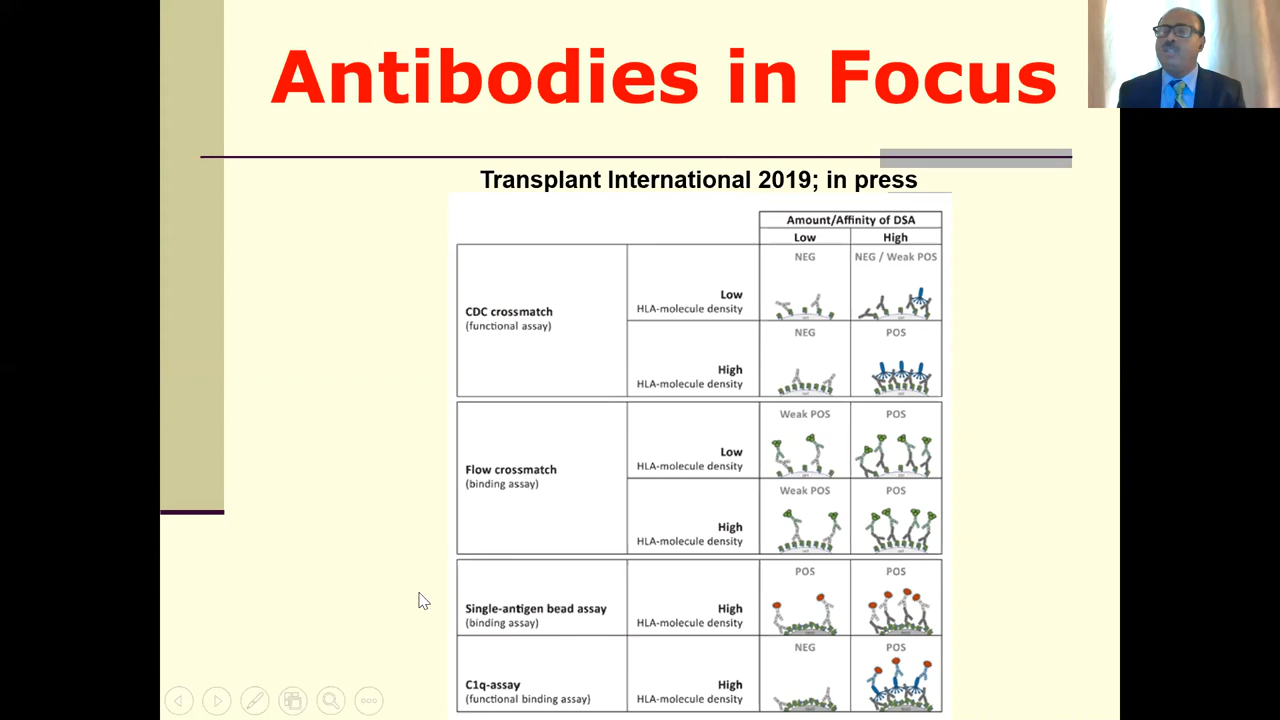 Antibodies in Focus
Transplant International 2019; in press
Amount/Affinity of DSA
Low
High
CDC crossmatch
(functional assay)
Low
HLA-molecule density
NEG
NEG / Weak POS
High
HLA-molecule density
NEG
POS
Flow crossmatch
(binding assay)
Low
HLA-molecule density
Weak POS
POS
High
HLA-molecule density
Weak POS
POS
Single-antigen bead assay
(binding assay)
High
HLA-molecule density
POS
POS
C1q-assay
(functional binding assay)
High
HLA-molecule density
NEG
POS